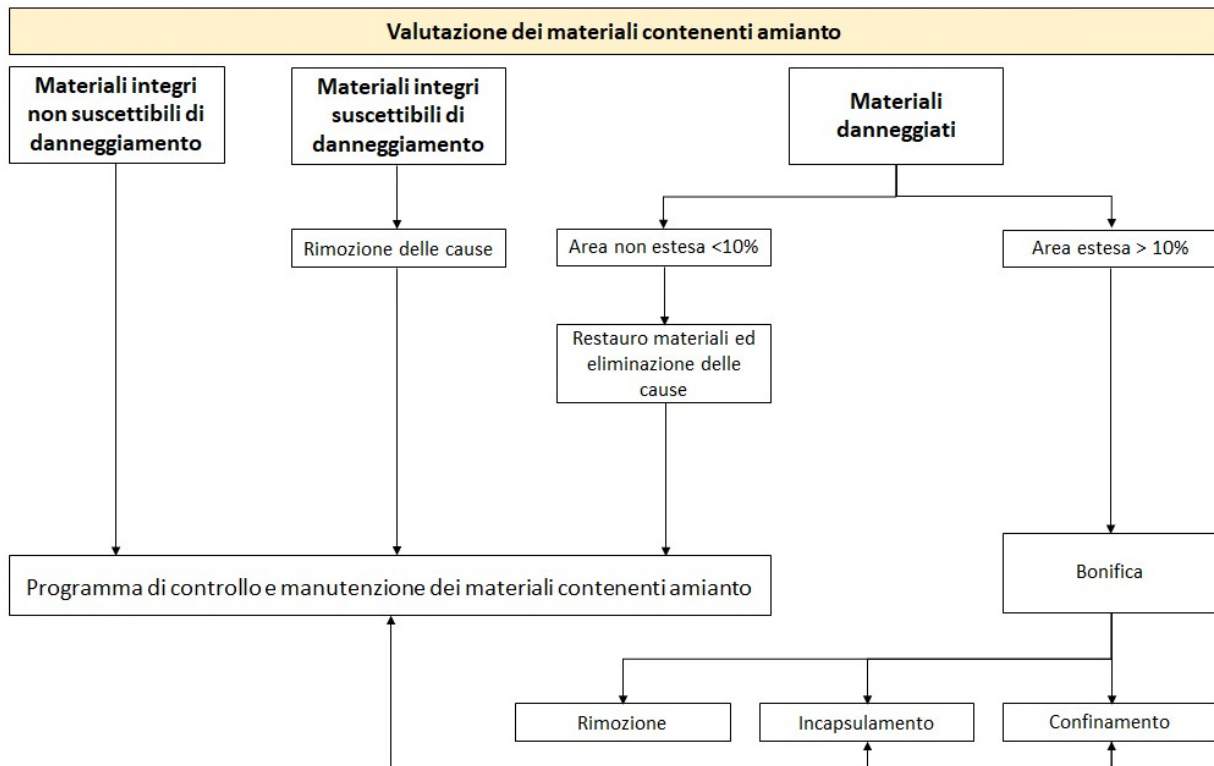 Valutazione dei materiali contenenti amianto
Materiali integri
non suscettibili di
danneggiamento
Materiali integri
suscettibili di
danneggiamento
Materiali
danneggiati
Rimozione delle cause
Area non estesa <10%
Area estesa > 10%
Restauro materiali ed
eliminazione delle
cause
Programma di controllo e manutenzione dei materiali contenenti amianto
Bonifica
Rimozione
Incapsulamento
Confinamento